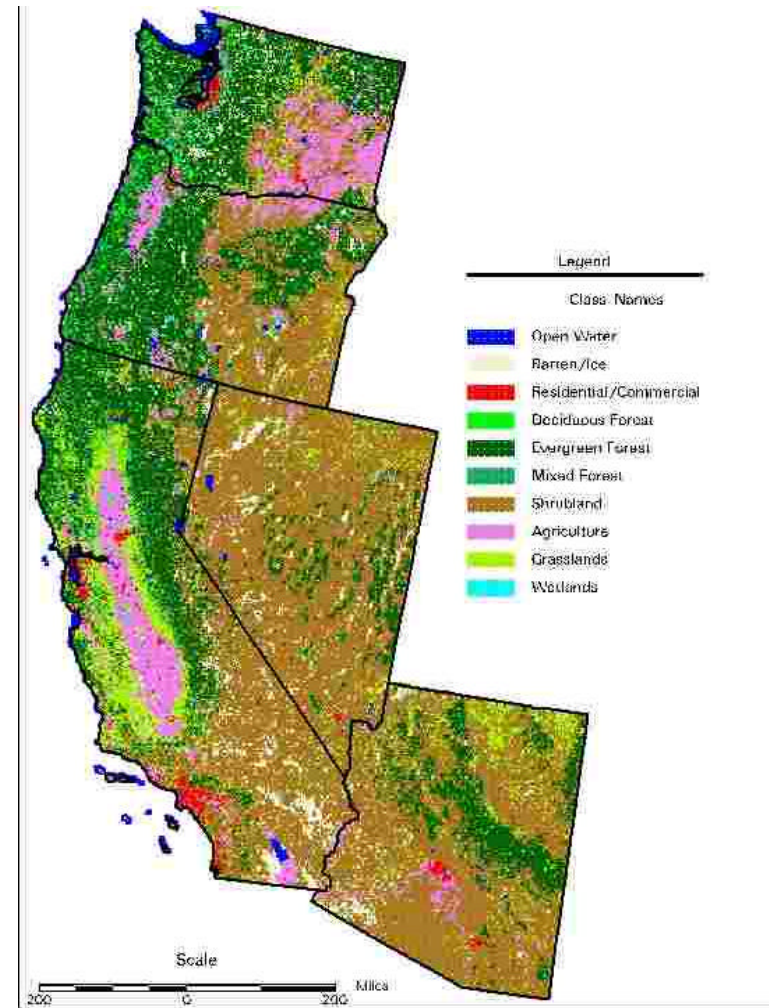 Legend
Class Names
Open Water
Barren/Ice
Residential/Commercial
Deciduous Forest
Evergreen Forest
Mixed Forest
Shrubland
Agriculture
Grasslands
Wetlands
Scale
200 0 200 Miles